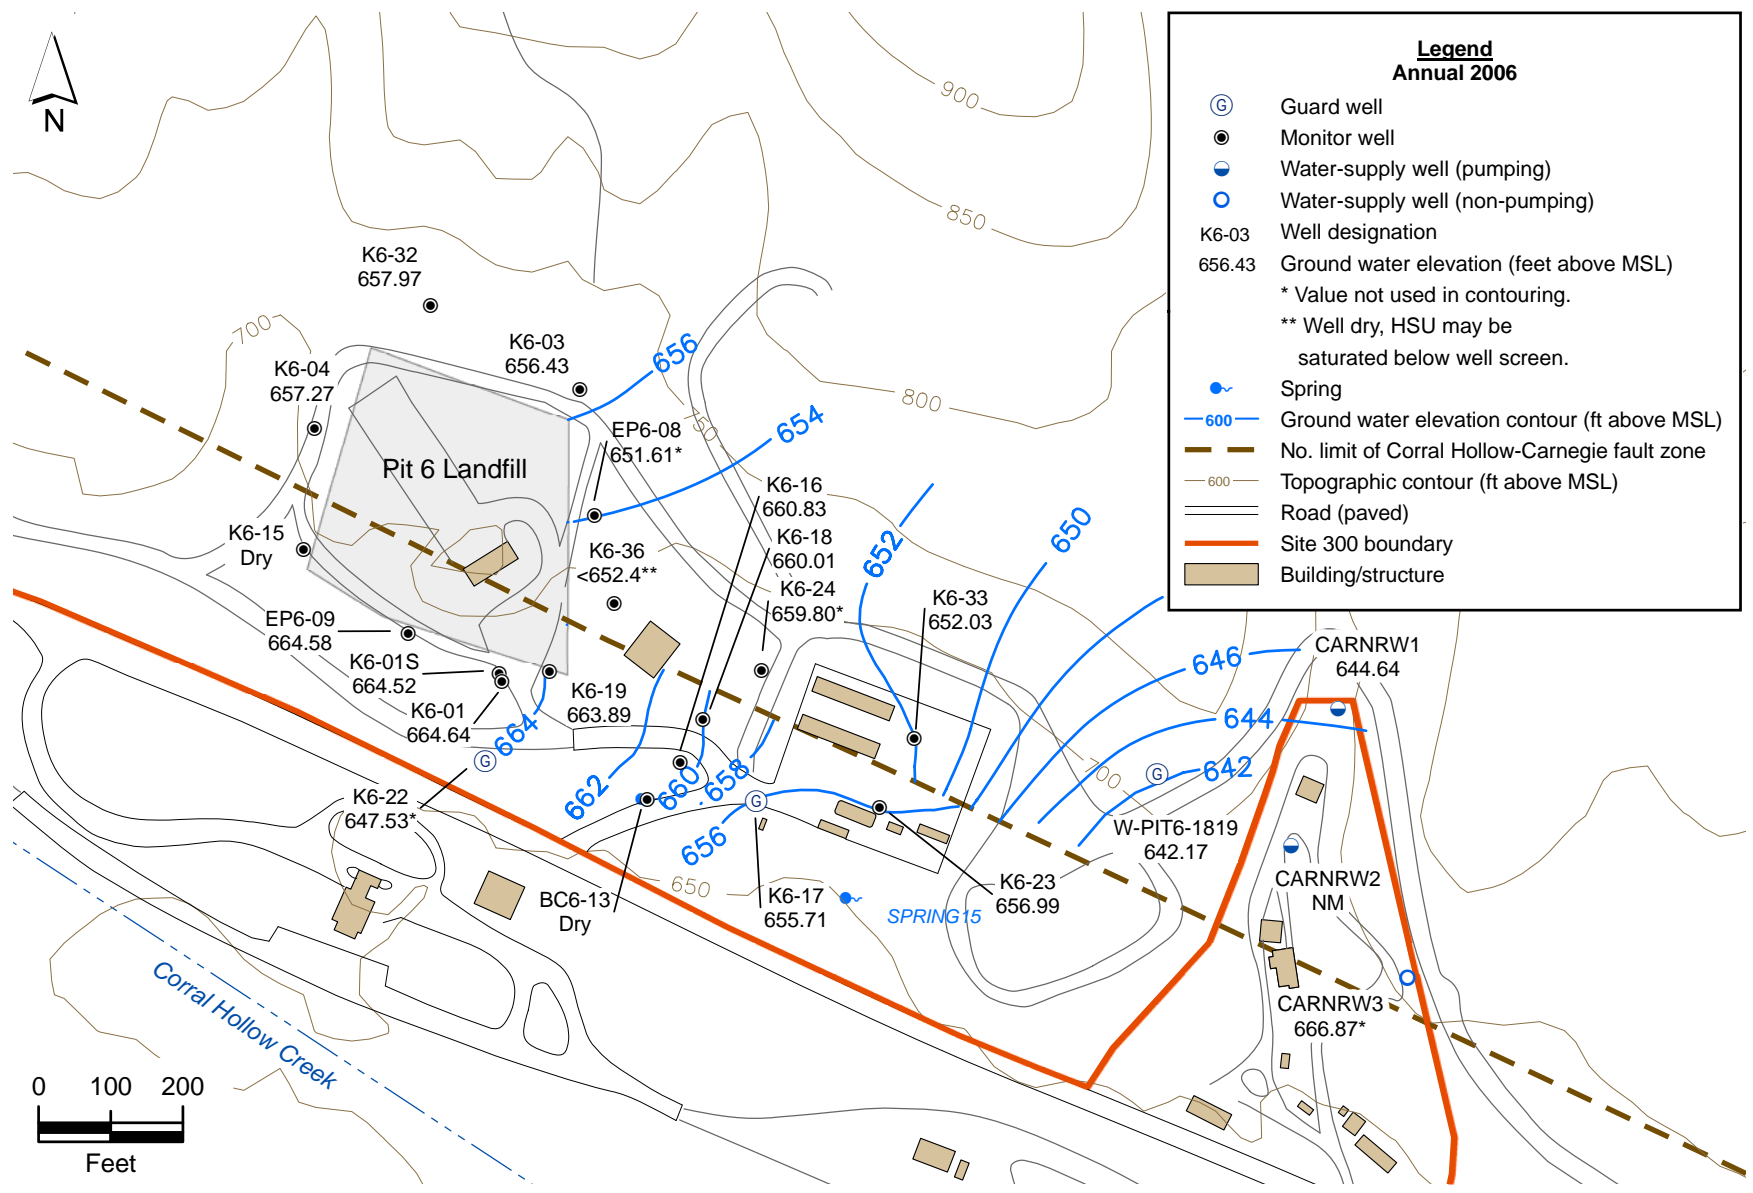 Legend
Annual 2006
Guard well
Monitor well
Water-supply well (pumping)
Water-supply well (non-pumping)
K6-03 Well designation
656.43 Ground water elevation (feet above MSL)
* Value not used in contouring.
** Well dry, HSU may be
saturated below well screen.
Spring
600 Ground water elevation contour (ft above MSL)
No. limit of Corral Hollow-Carnegie fault zone
600 Topographic contour (ft above MSL)
Road (paved)
Site 300 boundary
Building/structure
G
N
900
850
800
750
700
700
650
K6-32
657.97
K6-03
656.43
K6-04
657.27
EP6-08
651.61*
Pit 6 Landfill
K6-16
660.83
K6-18
660.01
K6-24
659.80*
K6-15
Dry
K6-36
<652.4**
K6-33
652.03
EP6-09
664.58
K6-01S
664.52
K6-01
664.64
K6-19
663.89
K6-22
647.53*
G
BC6-13
Dry
G
K6-17
655.71
K6-23
656.99
SPRING15
G
W-PIT6-1819
642.17
CARNRW1
644.64
CARNRW2
NM
CARNRW3
666.87*
656
654
652
650
646
644
642
664
662
660
658
656
Corral Hollow Creek
0 100 200
Feet